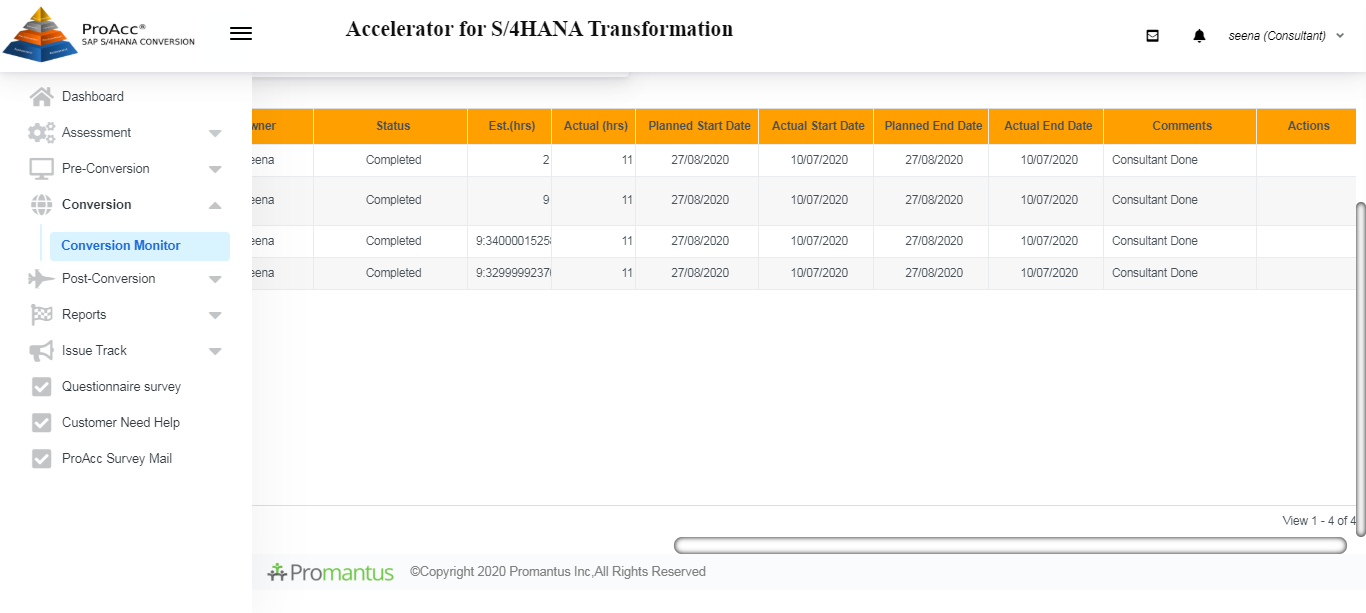 ProAcc®
SAP S/4HANA CONVERSION
Accelerator for S/4HANA Transformation
seena (Consultant)
Dashboard
Assessment
Pre-Conversion
Conversion
Conversion Monitor
Post-Conversion
Reports
Issue Track
Questionnaire survey
Customer Need Help
ProAcc Survey Mail
wner Status Est.(hrs) Actual (hrs) Planned Start Date Actual Start Date Planned End Date Actual End Date Comments Actions
eena Completed 2 11 27/08/2020 10/07/2020 27/08/2020 10/07/2020 Consultant Done
eena Completed 9 11 27/08/2020 10/07/2020 27/08/2020 10/07/2020 Consultant Done
eena Completed 9:3400001525 11 27/08/2020 10/07/2020 27/08/2020 10/07/2020 Consultant Done
eena Completed 9:3299999237 11 27/08/2020 10/07/2020 27/08/2020 10/07/2020 Consultant Done
View 1 - 4 of 4
Promantus ©Copyright 2020 Promantus Inc,All Rights Reserved